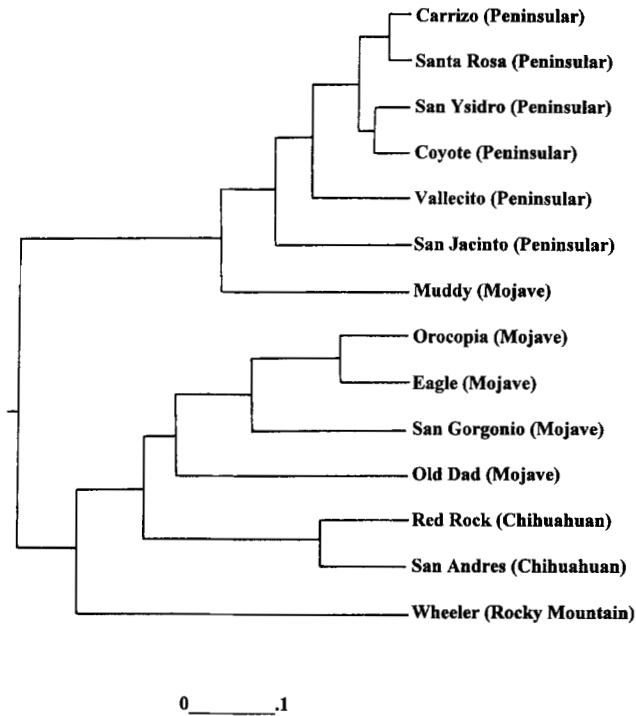 Carrizo (Peninsular)
Santa Rosa (Peninsular)
San Ysidro (Peninsular)
Coyote (Peninsular)
Vallecito (Peninsular)
San Jacinto (Peninsular)
Muddy (Mojave)
Orocopia (Mojave)
Eagle (Mojave)
San Gorgonio (Mojave)
Old Dad (Mojave)
Red Rock (Chihuahuan)
San Andres (Chihuahuan)
Wheeler (Rocky Mountain)
0_________.1